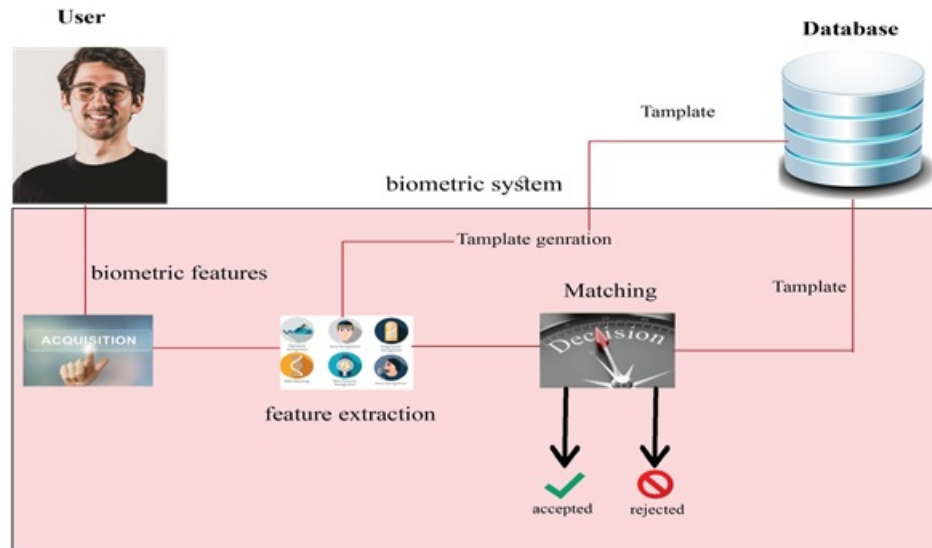 User
Database
Tamplate
biometric system
Tamplate genration
biometric features
Matching
Tamplate
ACQUISITION
Decision
feature extraction
accepted
rejected